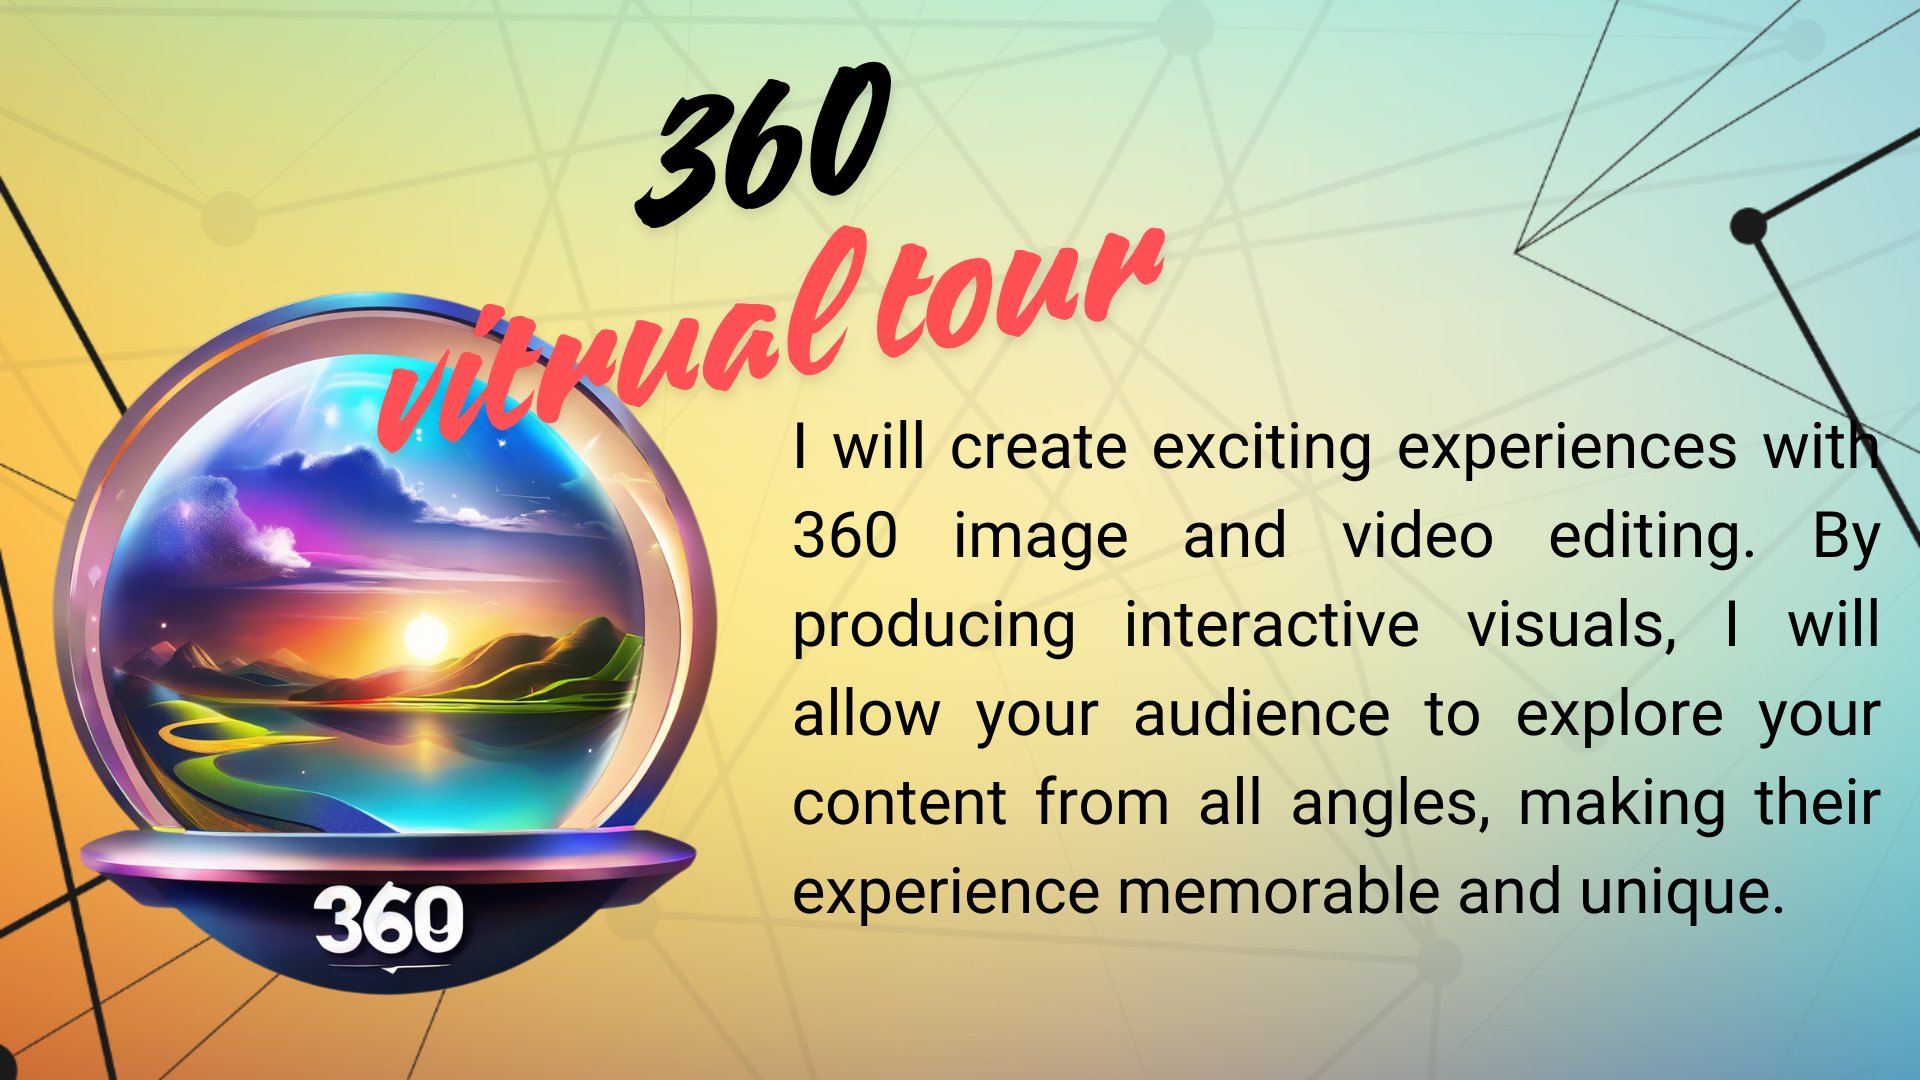 360
vitrual tour
I will create exciting experiences with
360 image and video editing. By
producing interactive visuals, I will
allow your audience to explore your
content from all angles, making their
experience memorable and unique.
360